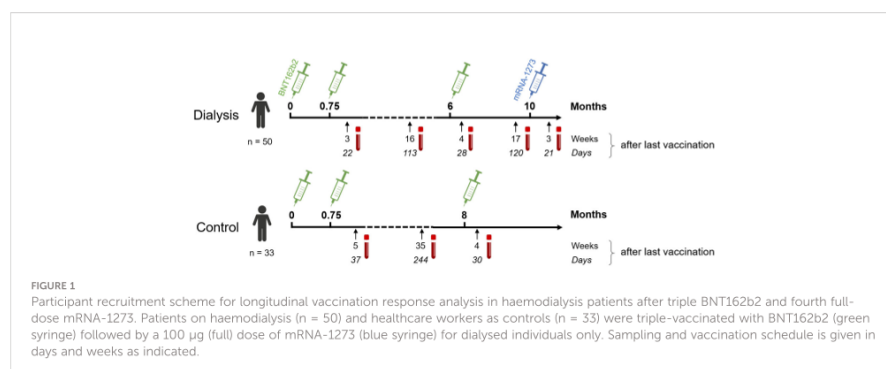 BNT162b2
mRNA-1273
0 0.75 6 10 Months
Dialysis
n = 50
3 16 4 17 3 Weeks
22 113 28 120 21 Days
after last vaccination
0 0.75 8 Months
Control
n = 33
5 35 4 Weeks
37 244 30 Days
after last vaccination
FIGURE 1
Participant recruitment scheme for longitudinal vaccination response analysis in haemodialysis patients after triple BNT162b2 and fourth full-
dose mRNA-1273. Patients on haemodialysis (n = 50) and healthcare workers as controls (n = 33) were triple-vaccinated with BNT162b2 (green
syringe) followed by a 100 μg (full) dose of mRNA-1273 (blue syringe) for dialysed individuals only. Sampling and vaccination schedule is given in
days and weeks as indicated.